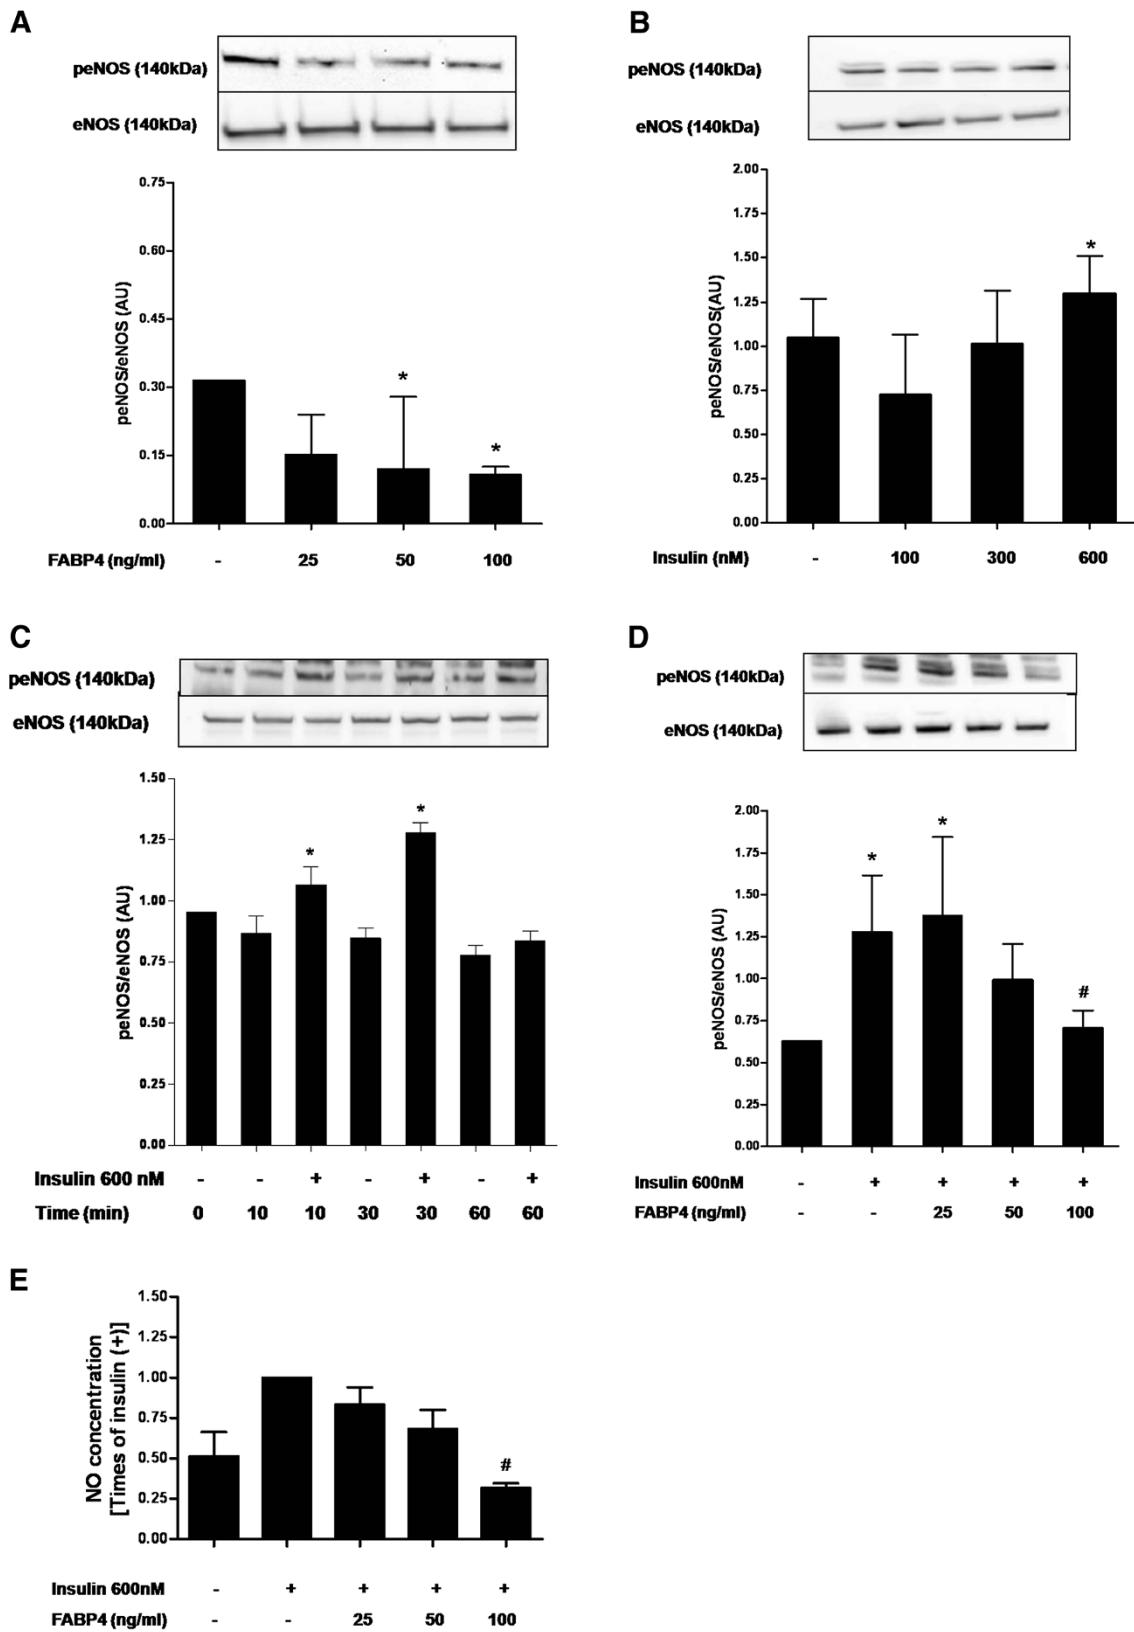 A
peNOS (140kDa)
eNOS (140kDa)
peNOS/eNOS (AU)
0.75
0.60
0.45
0.30
0.15
0.00
*
*
FABP4 (ng/ml) - 25 50 100
B
peNOS (140kDa)
eNOS (140kDa)
peNOS/eNOS(AU)
2.00
1.75
1.50
1.25
1.00
0.75
0.50
0.25
0.00
*
Insulin (nM) - 100 300 600
C
peNOS (140kDa)
eNOS (140kDa)
peNOS/eNOS (AU)
1.50
1.25
1.00
0.75
0.50
0.25
0.00
*
*
Insulin 600 nM - - + - + - +
Time (min) 0 10 10 30 30 60 60
D
peNOS (140kDa)
eNOS (140kDa)
peNOS/eNOS (AU)
2.00
1.75
1.50
1.25
1.00
0.75
0.50
0.25
0.00
*
*
#
Insulin 600nM - + + + +
FABP4 (ng/ml) - - 25 50 100
E
NO concentration
[Times of insulin (+)]
1.50
1.25
1.00
0.75
0.50
0.25
0.00
#
Insulin 600nM - + + + +
FABP4 (ng/ml) - - 25 50 100